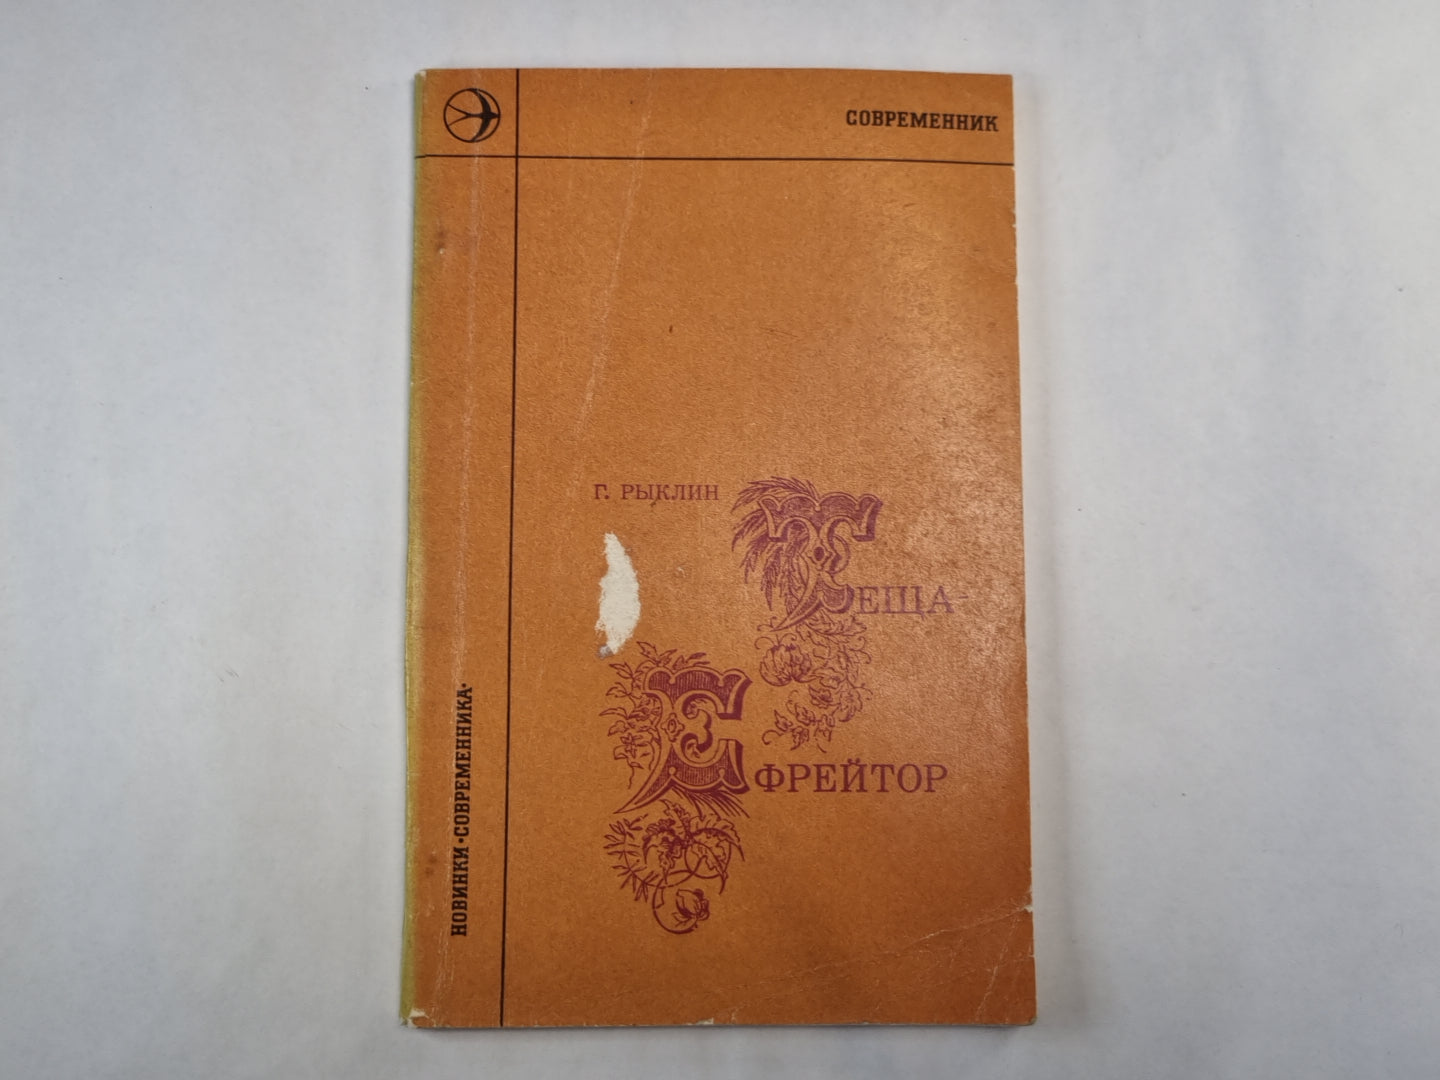 СОВРЕМЕННИК
Г. РЫКЛИН
ТЕЩА-
ЕФРЕЙТОР
НОВИНКИ •СОВРЕМЕННИКА•